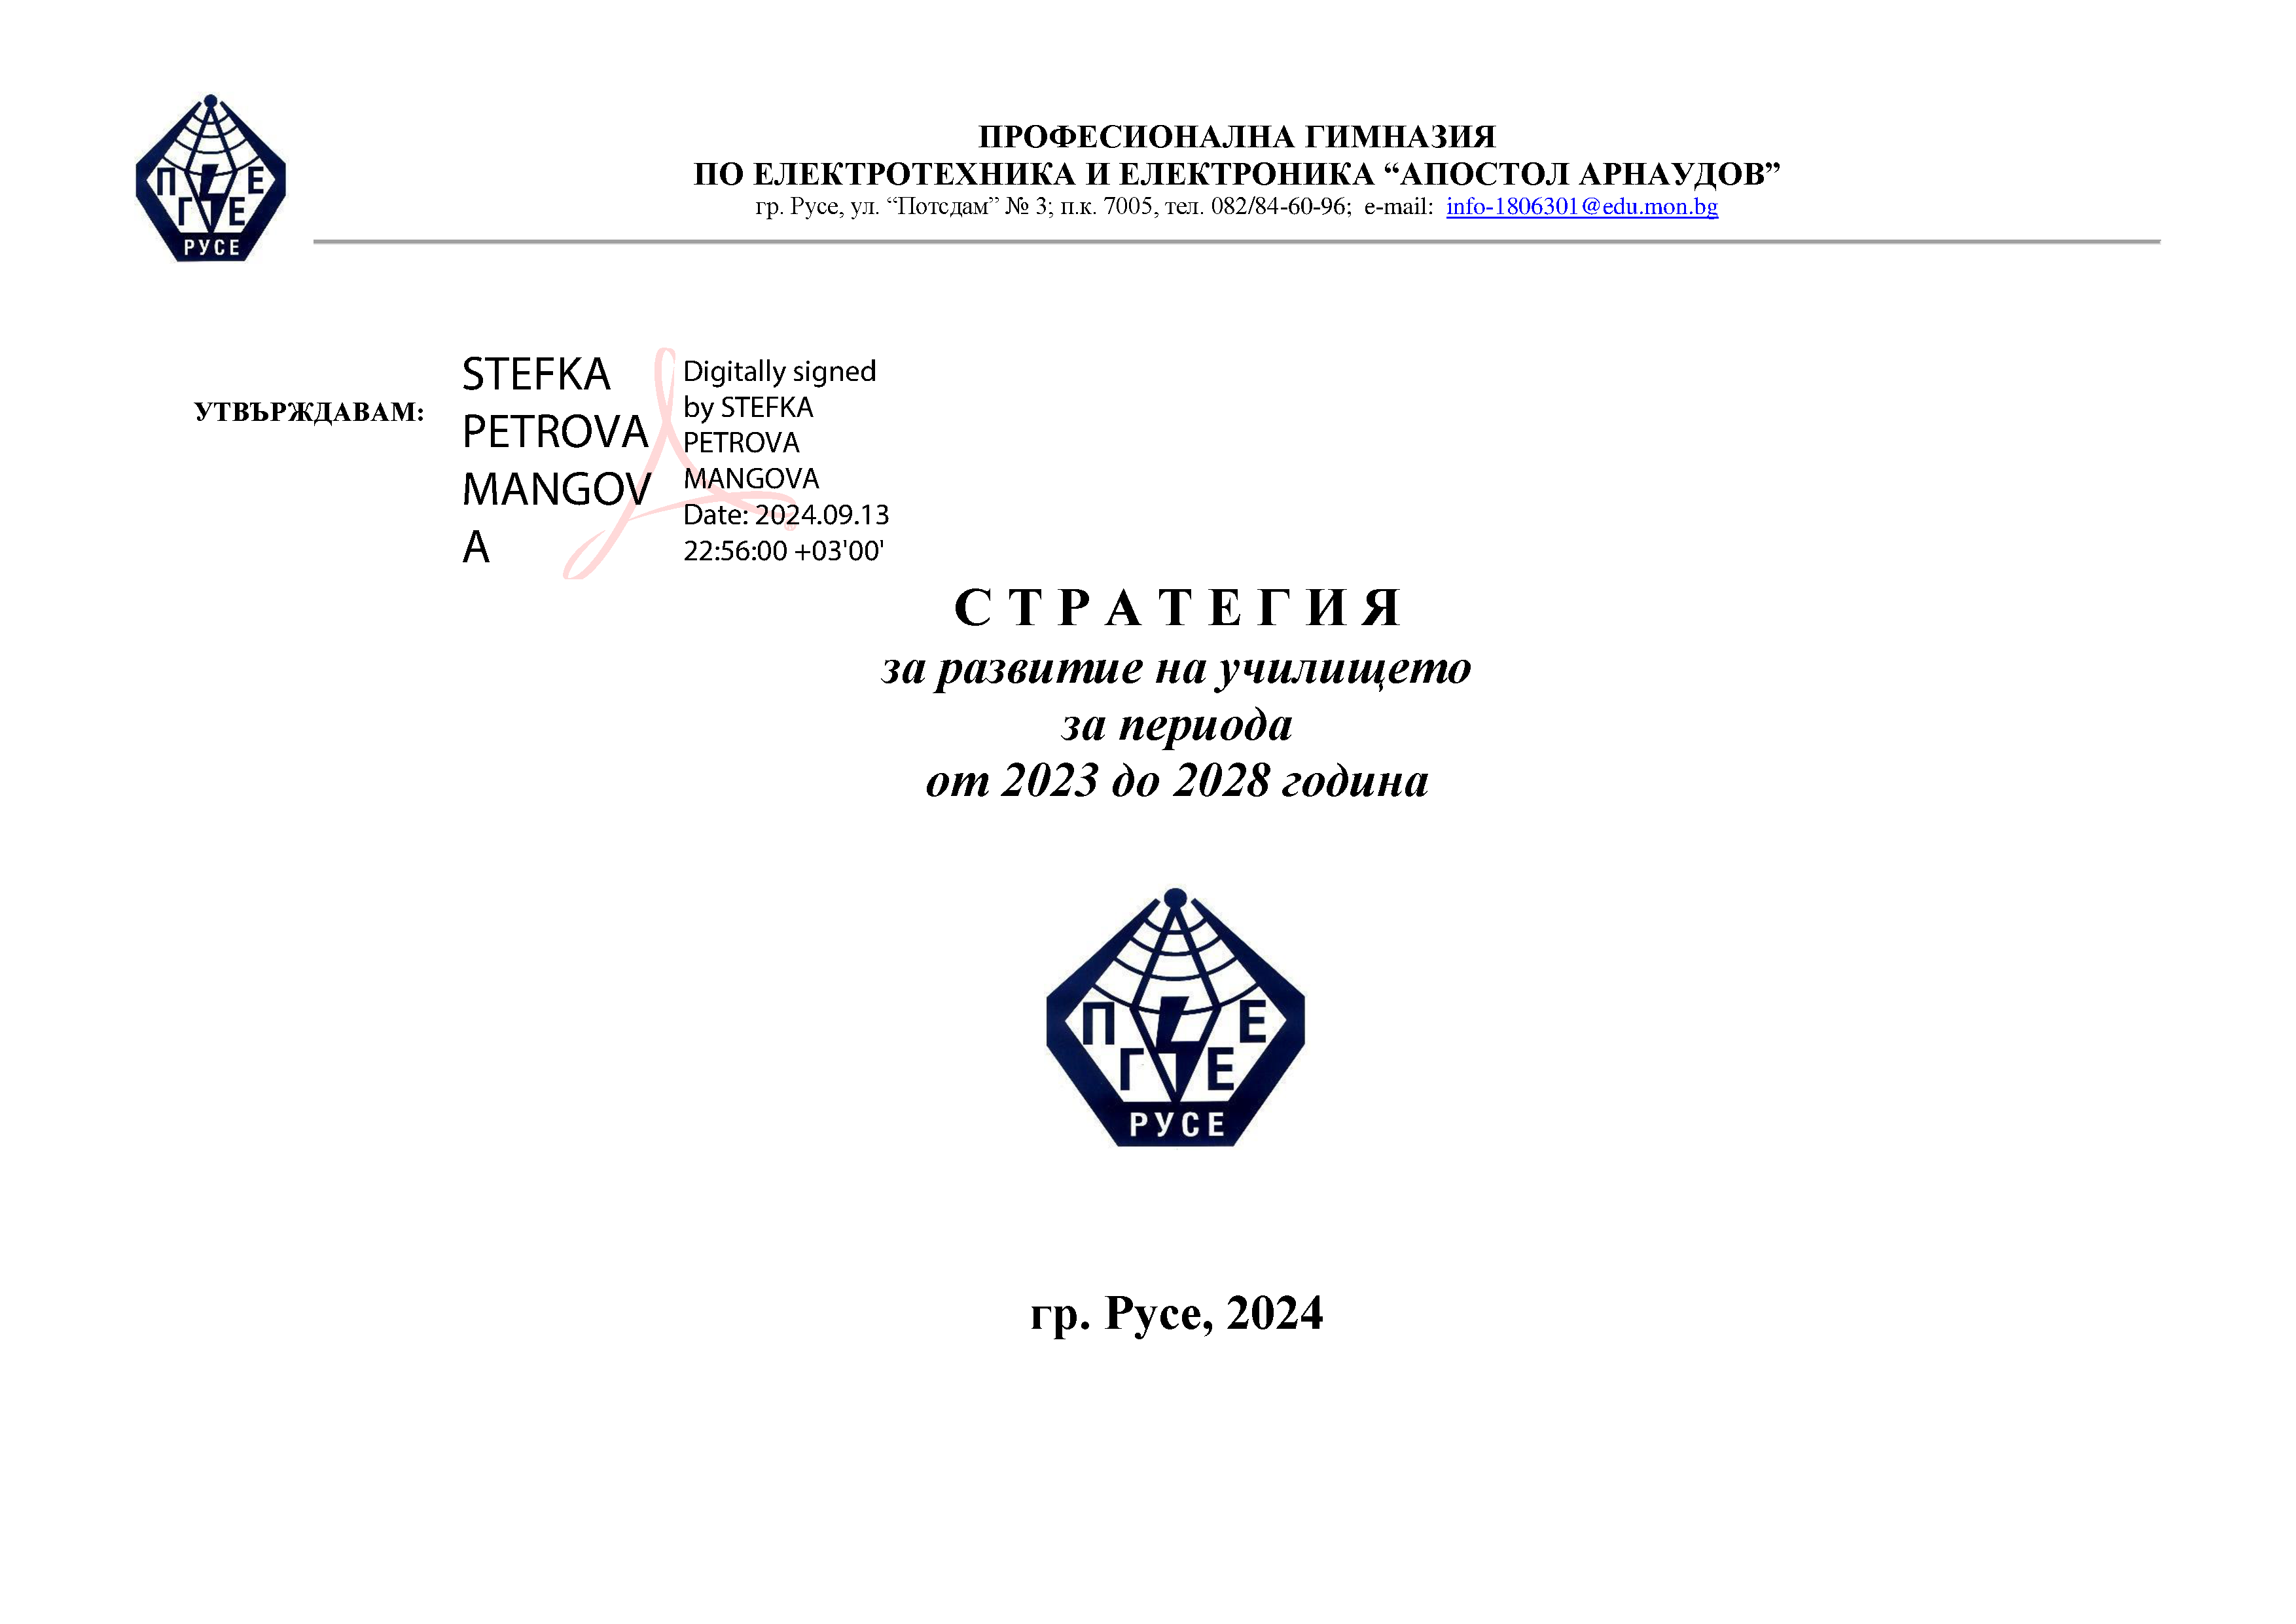 П Е
Г Е
РУСЕ
ПРОФЕСИОНАЛНА ГИМНАЗИЯ
ПО ЕЛЕКТРОТЕХНИКА И ЕЛЕКТРОНИКА “АПОСТОЛ АРНАУДОВ”
гр. Русе, ул. “Потсдам” № 3; п.к. 7005, тел. 082/84-60-96; e-mail: info-1806301@edu.mon.bg
УТВЪРЖДАВАМ:
STEFKA
PETROVA
MANGOV
A
Digitally signed
by STEFKA
PETROVA
MANGOVA
Date: 2024.09.13
22:56:00 +03'00'
С Т Р А Т Е Г И Я
за развитие на училището
за периода
от 2023 до 2028 година
П Е
Г Е
РУСЕ
гр. Русе, 2024